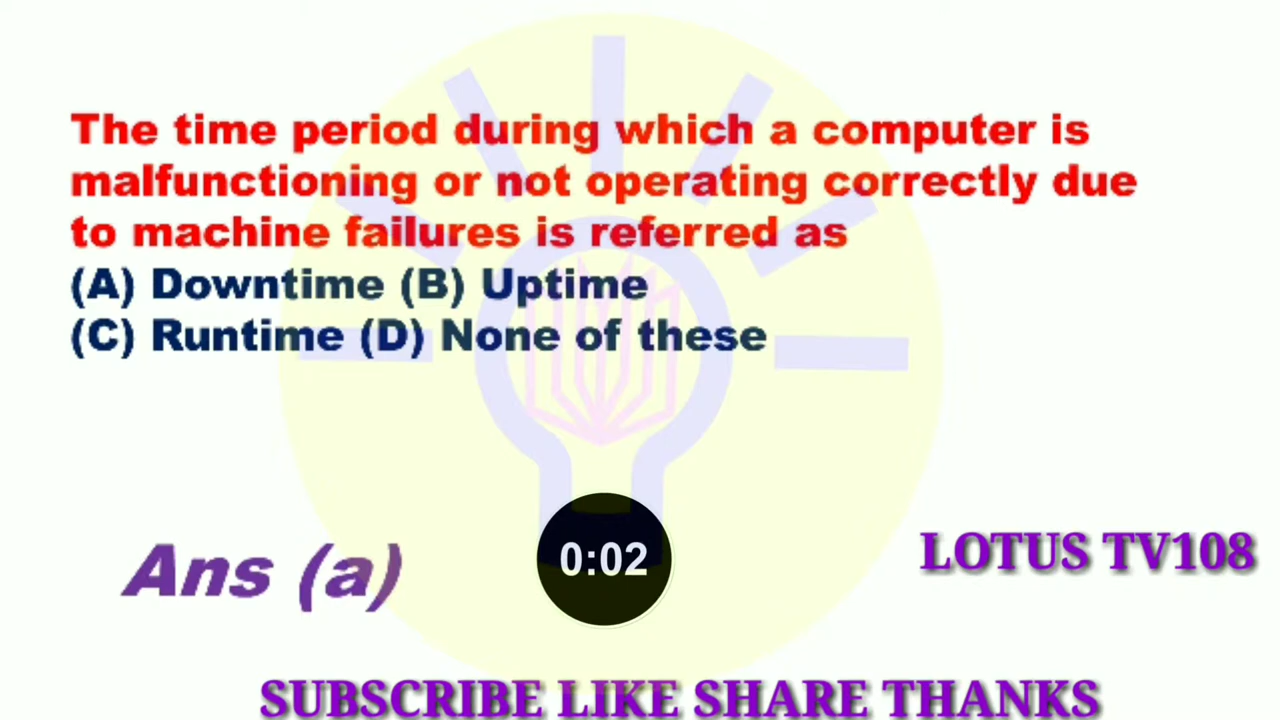 The time period during which a computer is
malfunctioning or not operating correctly due
to machine failures is referred as
(A) Downtime (B) Uptime
(C) Runtime (D) None of these
Ans (a)
0:02
LOTUS TV108
SUBSCRIBE LIKE SHARE THANKS